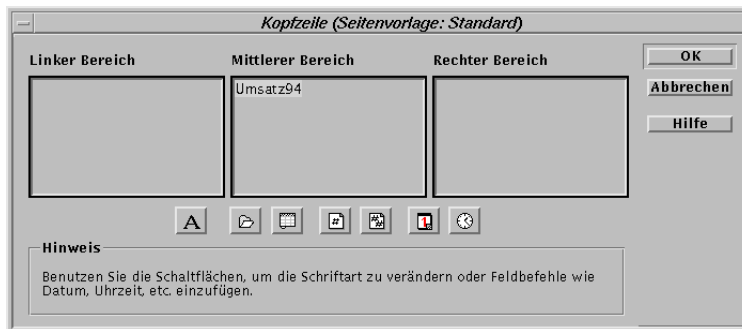 Kopfzeile (Seitenvorlage: Standard)
Linker Bereich Mittlerer Bereich Rechter Bereich
Umsatz94
OK
Abbrechen
Hilfe
A # # # 1
Hinweis
Benutzen Sie die Schaltflächen, um die Schriftart zu verändern oder Feldbefehle wie
Datum, Uhrzeit, etc. einzufügen.